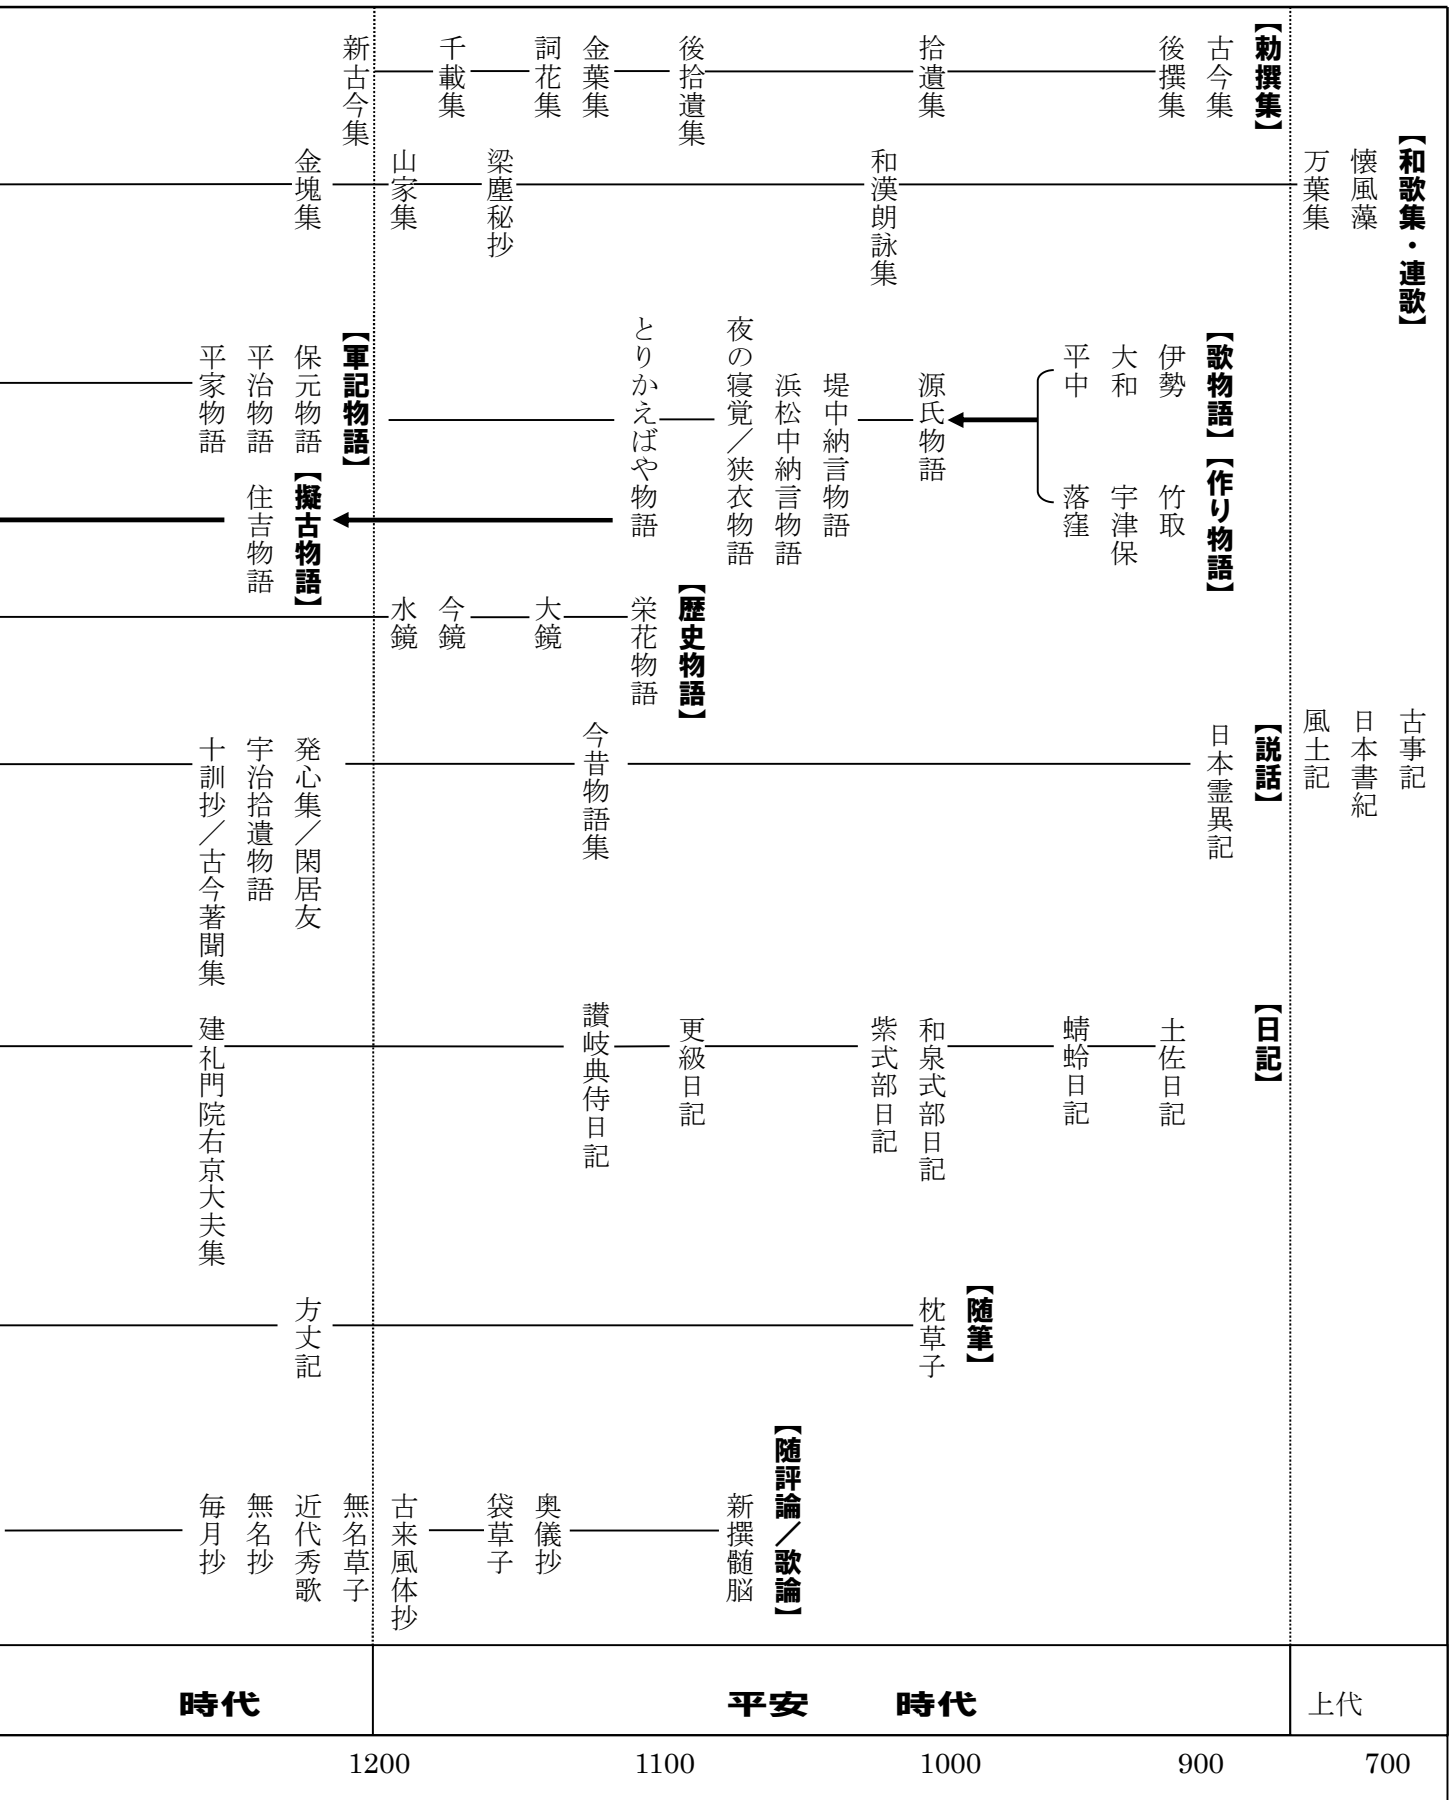 【和歌集・連歌】
懐風藻
万葉集
和漢朗詠集
梁塵秘抄
山家集
金塊集
【勅撰集】
古今集
後撰集
拾遺集
後拾遺集
金葉集
詞花集
千載集
新古今集
【歌物語】
伊勢
大和
平中
【作り物語】
竹取
宇津保
落窪
源氏物語
堤中納言物語
浜松中納言物語
夜の寝覚／狭衣物語
とりかえばや物語
【軍記物語】
保元物語
平治物語
平家物語
【擬古物語】
住吉物語
【歴史物語】
栄花物語
大鏡
今鏡
水鏡
古事記
日本書紀
風土記
【説話】
日本霊異記
今昔物語集
発心集／閑居友
宇治拾遺物語
十訓抄／古今著聞集
【日記】
土佐日記
蜻蛉日記
和泉式部日記
紫式部日記
更級日記
讃岐典侍日記
建礼門院右京大夫集
【随筆】
枕草子
方丈記
【随評論／歌論】
新撰髄脳
奥儀抄
袋草子
古来風体抄
無名草子
近代秀歌
無名抄
毎月抄
上代
平安 時代
時代
700
900
1000
1100
1200